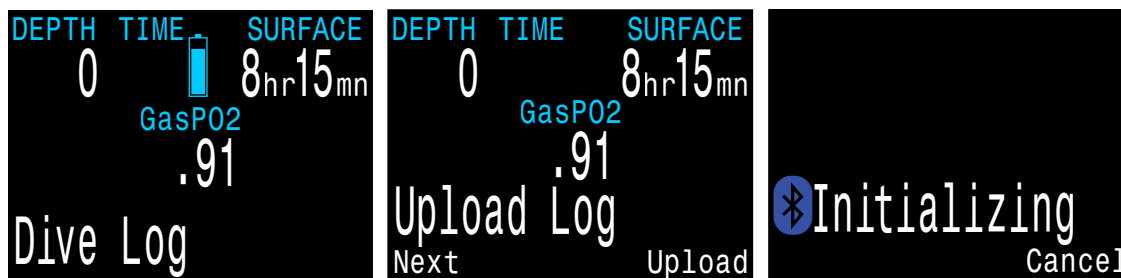 DEPTH TIME SURFACE
0 8hr15mn
GasPO2
.91
Dive Log
DEPTH TIME SURFACE
0 8hr15mn
GasPO2
.91
Upload Log
Next Upload
Initializing
Cancel